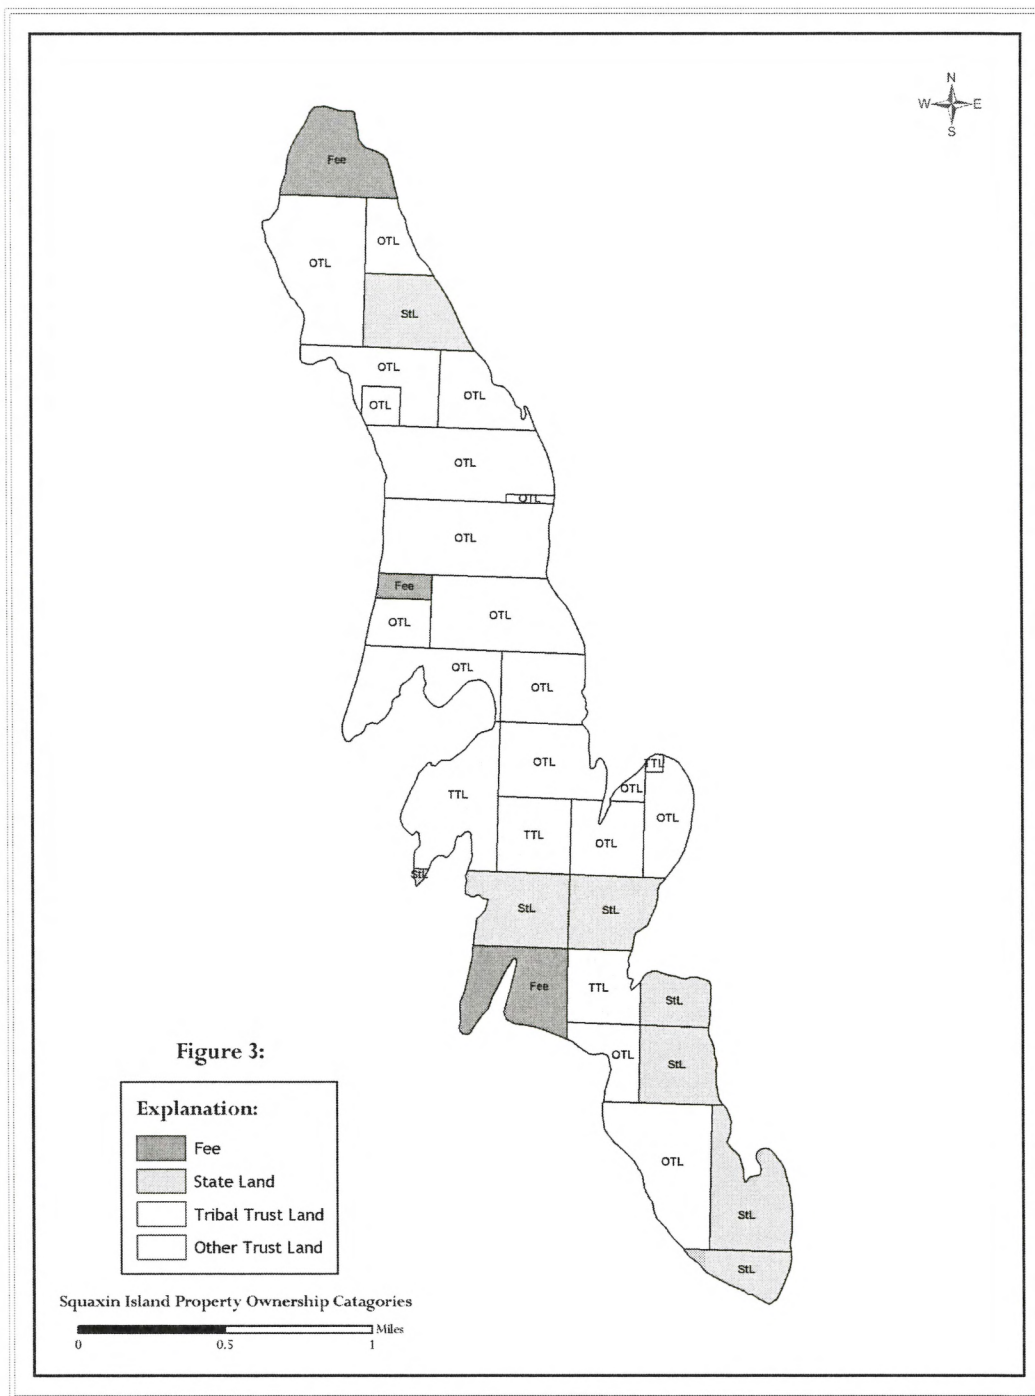 N
W E
S
Fee
OTL
OTL
StL
OTL
OTL
OTL
OTL
OTL
OTL
Fee
OTL
OTL
OTL
OTL
OTL
TTL
OTL
TTL
OTL
TTL
OTL
StL
StL
StL
Fee
TTL
StL
OTL
StL
OTL
StL
StL
Figure 3:
Explanation:
Fee
State Land
Tribal Trust Land
Other Trust Land
Squaxin Island Property Ownership Catagories
Miles
0 0.5 1